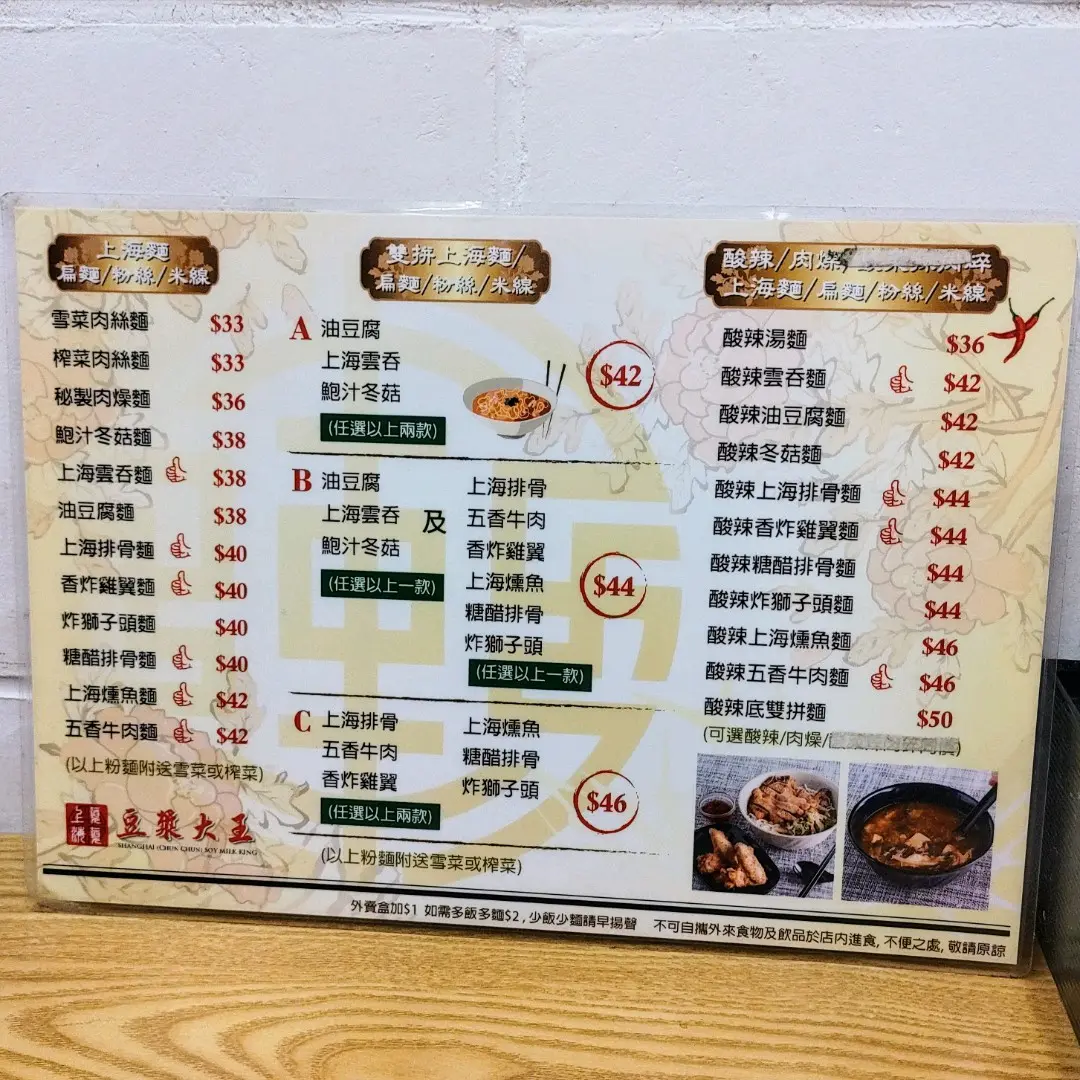 上海麵
扁麵/粉絲/米線
雪菜肉絲麵 $33
榨菜肉絲麵 $33
秘製肉燥麵 $36
鮑汁冬菇麵 $38
上海雲吞麵 $38
油豆腐麵 $38
上海排骨麵 $40
香炸雞翼麵 $40
炸獅子頭麵 $40
糖醋排骨麵 $40
上海燻魚麵 $42
五香牛肉麵 $42
(以上粉麵附送雪菜或榨菜)
豆漿大王
SHANGHAI (CHUN CHUN) SOY MILK KING
雙拼上海麵/
扁麵/粉絲/米線
A 油豆腐
上海雲吞
鮑汁冬菇
(任選以上兩款)
$42
B 油豆腐
上海雲吞
鮑汁冬菇
(任選以上一款)
及
上海排骨
五香牛肉
香炸雞翼
上海燻魚
糖醋排骨
炸獅子頭
(任選以上一款)
$44
C 上海排骨
五香牛肉
香炸雞翼
(任選以上兩款)
上海燻魚
糖醋排骨
炸獅子頭
$46
(以上粉麵附送雪菜或榨菜)
酸辣/肉燥/
上海麵/扁麵/粉絲/米線
酸辣湯麵 $36
酸辣雲吞麵 $42
酸辣油豆腐麵 $42
酸辣冬菇麵 $42
酸辣上海排骨麵 $44
酸辣香炸雞翼麵 $44
酸辣糖醋排骨麵 $44
酸辣炸獅子頭麵 $44
酸辣上海燻魚麵 $46
酸辣五香牛肉麵 $46
酸辣底雙拼麵 $50
(可選酸辣/肉燥/
外賣盒加$1 如需多飯多麵$2, 少飯少麵請早揚聲 不可自攜外來食物及飲品於店內進食, 不便之處, 敬請原諒